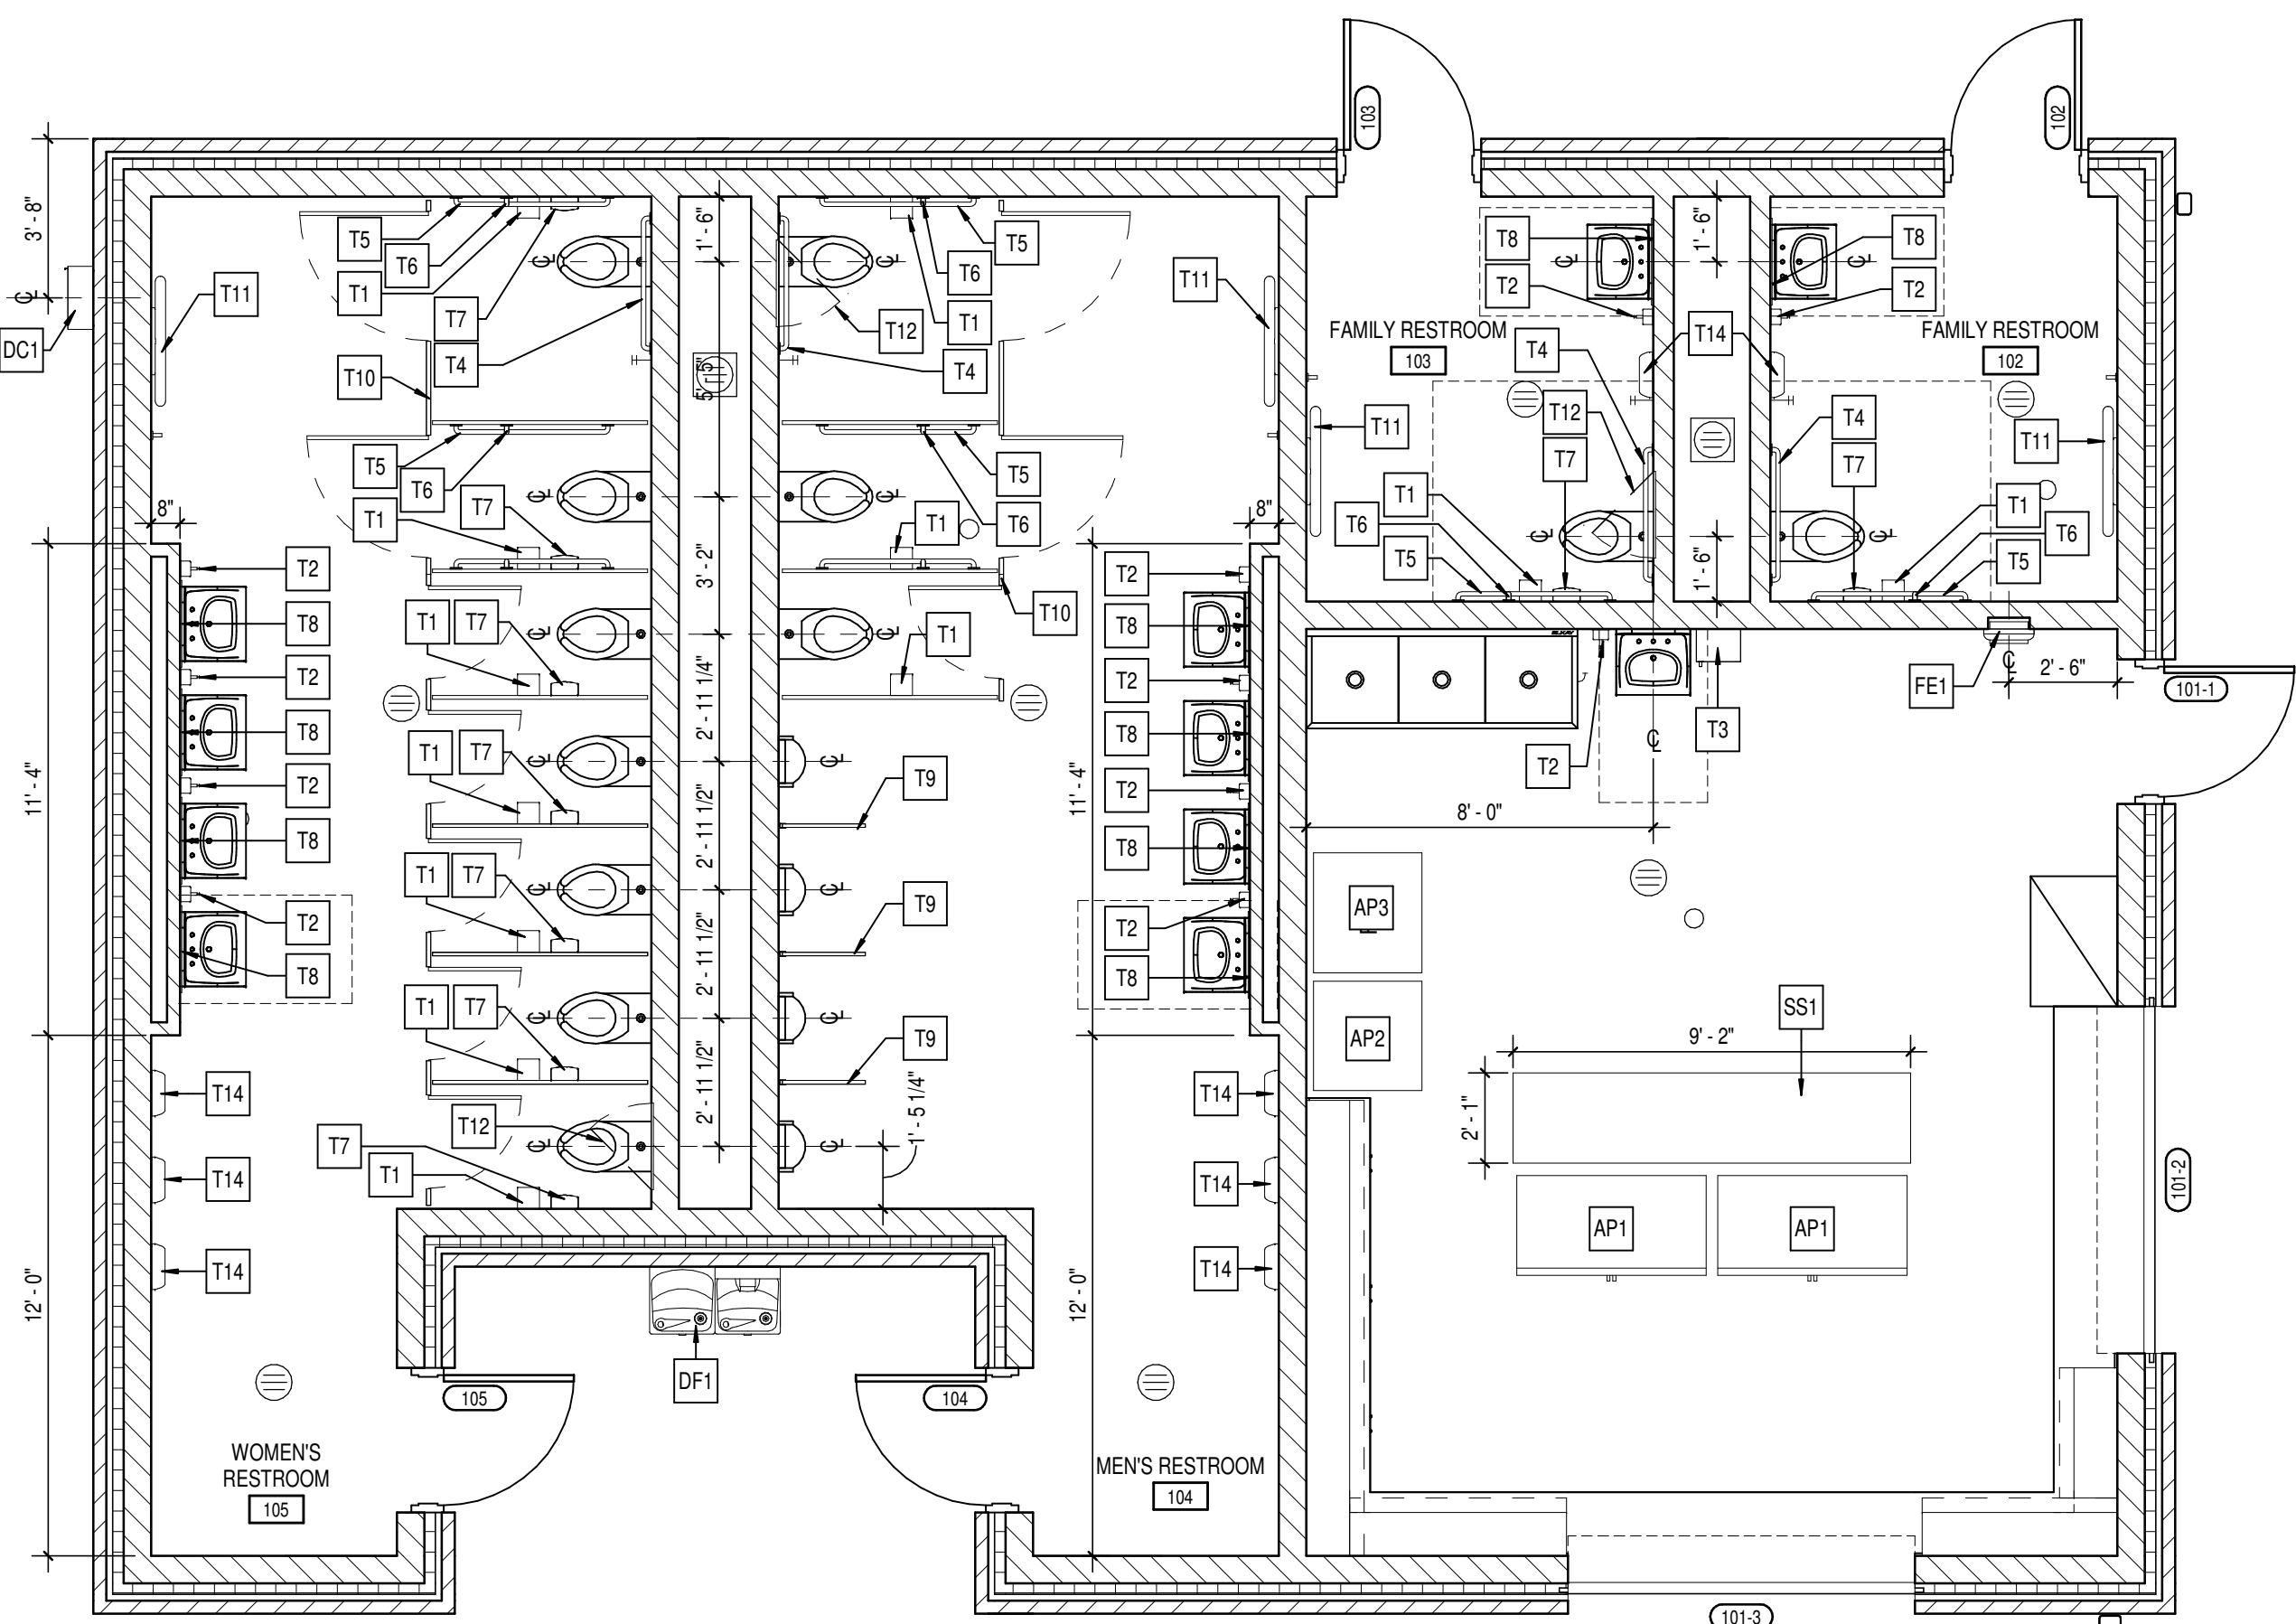 103
102
3' - 8"
1' - 6"
1' - 6"
T5
T6
T1
T7
T5
T6
T1
T12
T4
T4
T8
T2
T8
T2
T11
T11
T10
DC1
FAMILY RESTROOM
103
FAMILY RESTROOM
102
T14
T4
T12
T7
T4
T7
T11
T11
5' - 5"
T5
T6
T1
T7
T5
T6
T1
T1
T6
T5
T1
T6
T5
8"
8"
3' - 2"
1' - 6"
T2
T8
T2
T8
T2
T8
T2
T8
T1
T7
T10
T1
T2
T8
T2
T8
T2
T8
T2
T8
ELKAY
FE1
2' - 6"
101-1
T3
T2
8' - 0"
2' - 11 1/4"
T1
T7
T9
11' - 4"
11' - 4"
2' - 11 1/2"
T1
T7
T9
AP3
2' - 11 1/2"
T1
T7
T9
AP2
SS1
9' - 2"
2' - 1"
2' - 11 1/2"
1' - 5 1/4"
T14
T14
T14
T12
T7
T1
T14
T14
T14
AP1
AP1
101-2
12' - 0"
12' - 0"
DF1
105
104
WOMEN'S
RESTROOM
105
MEN'S RESTROOM
104
101-3